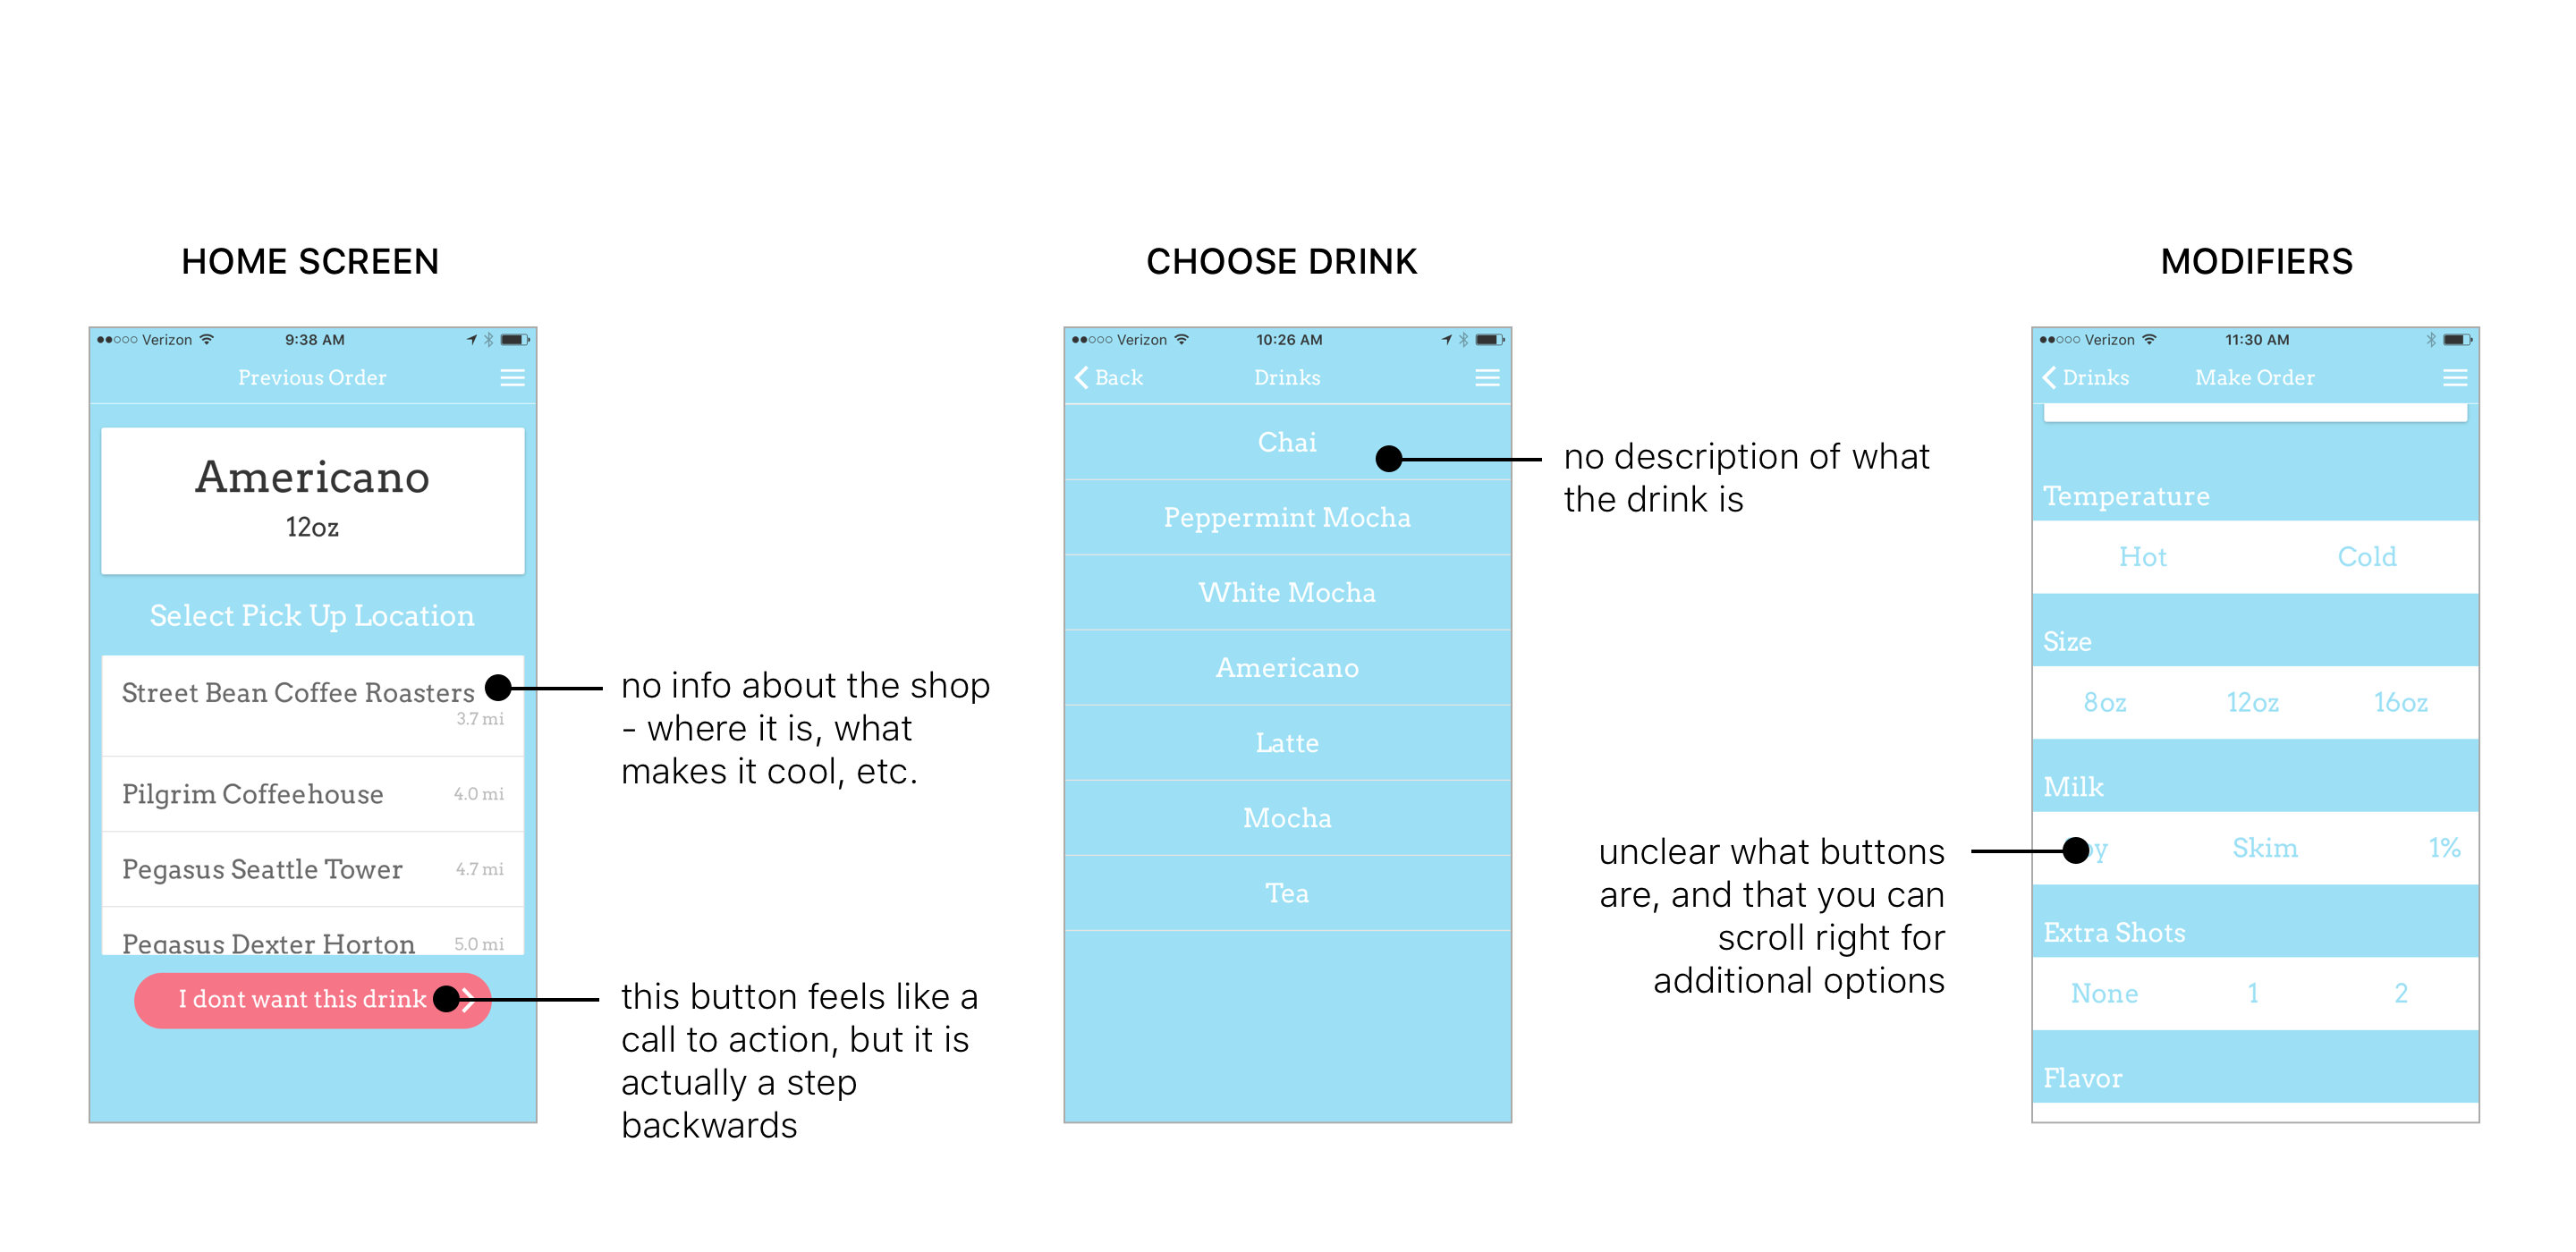 HOME SCREEN
Verizon 9:38 AM
Previous Order
Americano
12oz
Select Pick Up Location
Street Bean Coffee Roasters
3.7 mi
Pilgrim Coffeehouse 4.0 mi
Pegasus Seattle Tower 4.7 mi
Pegasus Dexter Horton 5.0 mi
I dont want this drink
no info about the shop
- where it is, what
makes it cool, etc.
this button feels like a
call to action, but it is
actually a step
backwards
CHOOSE DRINK
Verizon 10:26 AM
Back Drinks
Chai
Peppermint Mocha
White Mocha
Americano
Latte
Mocha
Tea
no description of what
the drink is
MODIFIERS
Verizon 11:30 AM
Drinks Make Order
Temperature
Hot Cold
Size
8oz 12oz 16oz
Milk
Skim 1%
Extra Shots
None 1 2
Flavor
unclear what buttons
are, and that you can
scroll right for
additional options